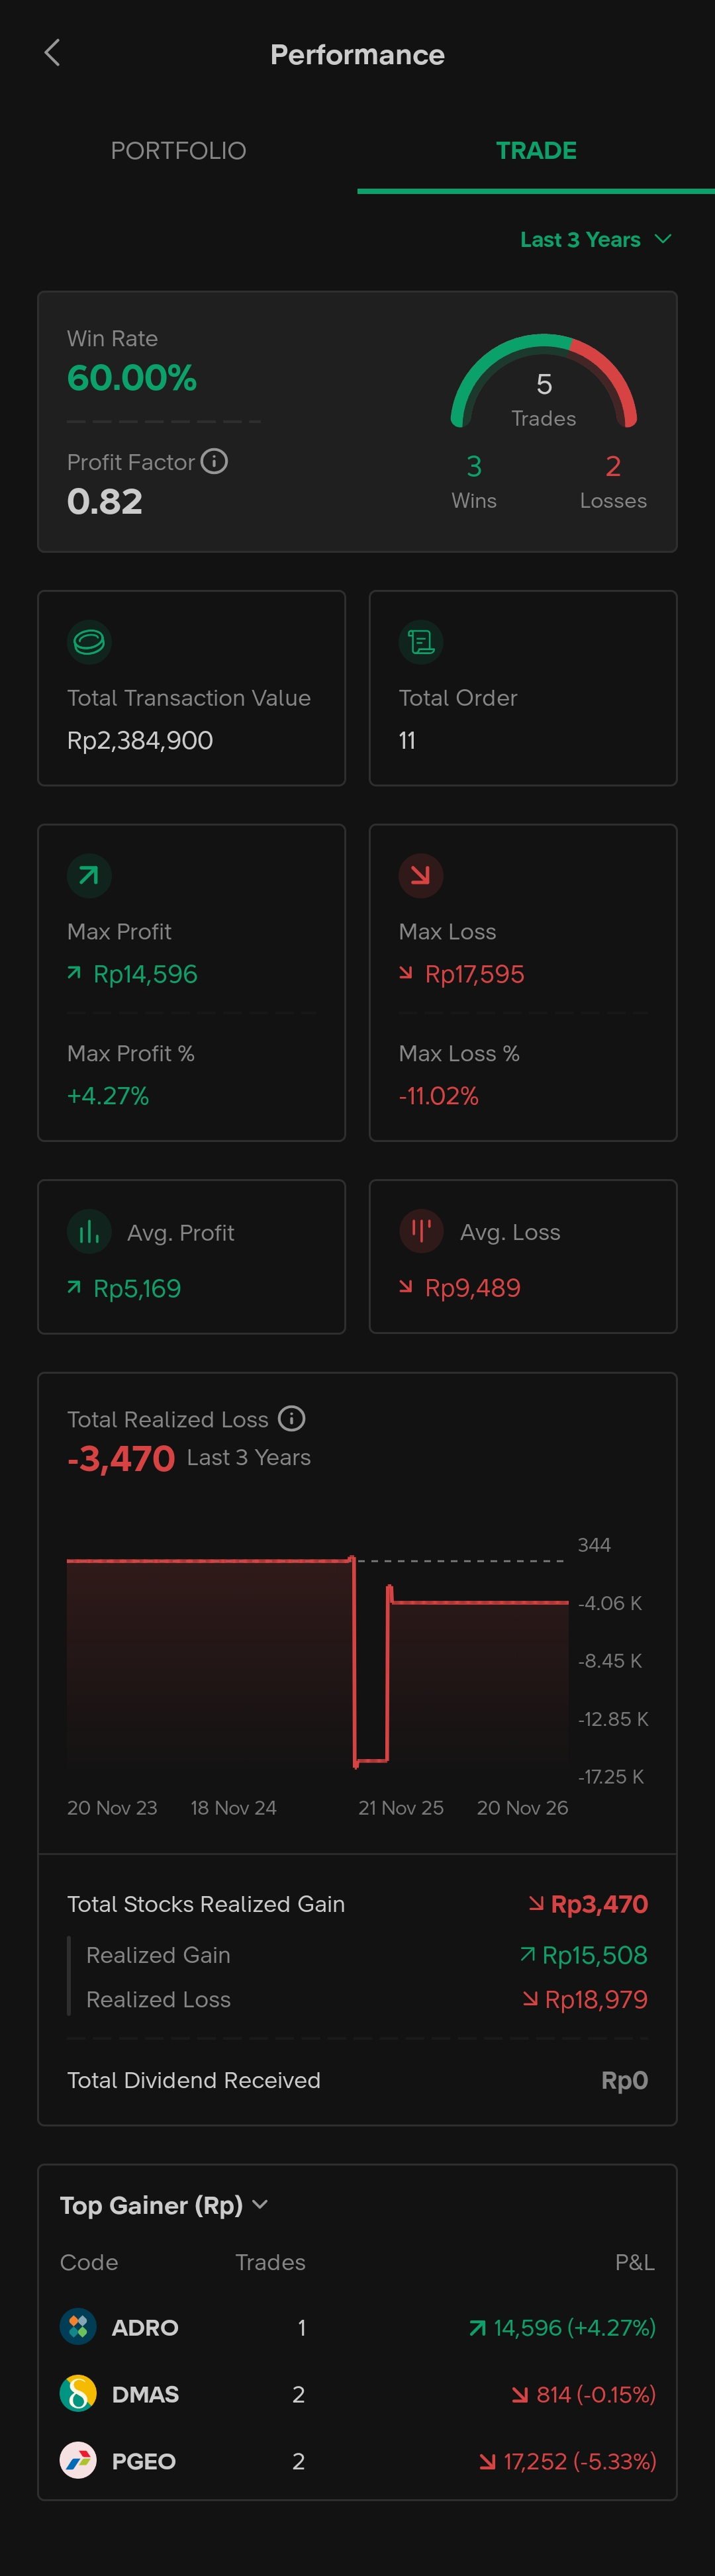 Performance
PORTFOLIO TRADE
Last 3 Years
Win Rate
60.00%
Profit Factor
0.82
5
Trades
3 2
Wins Losses
Total Transaction Value
Rp2,384,900
Total Order
11
Max Profit
Rp14,596
Max Profit %
+4.27%
Max Loss
Rp17,595
Max Loss %
-11.02%
Avg. Profit
Rp5,169
Avg. Loss
Rp9,489
Total Realized Loss
-3,470 Last 3 Years
344
-4.06 K
-8.45 K
-12.85 K
-17.25 K
20 Nov 23 18 Nov 24 21 Nov 25 20 Nov 26
Total Stocks Realized Gain Rp3,470
Realized Gain Rp15,508
Realized Loss Rp18,979
Total Dividend Received Rp0
Top Gainer (Rp)
Code Trades P&L
ADRO 1 14,596 (+4.27%)
DMAS 2 814 (-0.15%)
PGEO 2 17,252 (-5.33%)